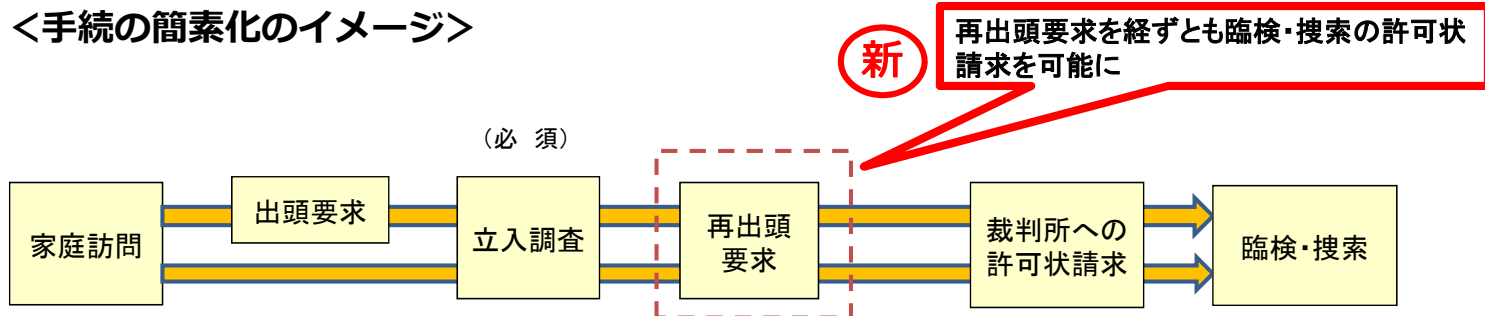 ＜手続の簡素化のイメージ＞
新
再出頭要求を経ずとも臨検・捜索の許可状
請求を可能に
（必　須）
家庭訪問
出頭要求
立入調査
再出頭
要求
裁判所への
許可状請求
臨検・捜索